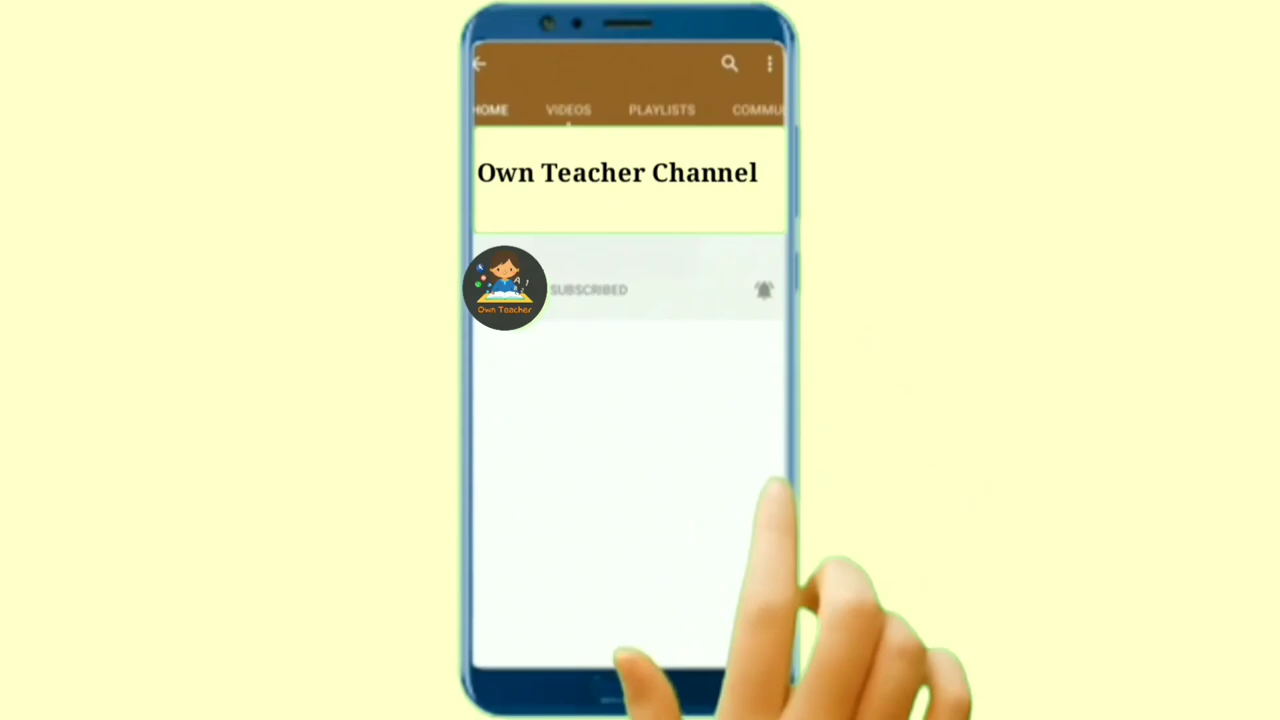 HOME VIDEOS PLAYLISTS COMMU
Own Teacher Channel
SUBSCRIBED
Own Teacher